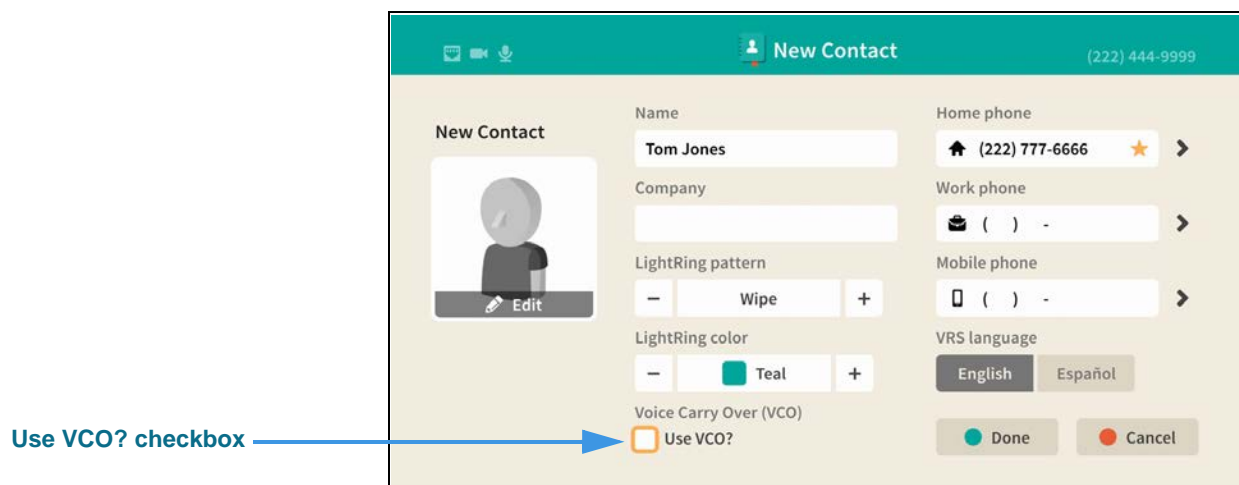 New Contact
(222) 444-9999
New Contact
Edit
Name
Tom Jones
Company
LightRing pattern
− Wipe +
LightRing color
− Teal +
Voice Carry Over (VCO)
Use VCO?
Home phone
(222) 777-6666
Work phone
( ) -
Mobile phone
( ) -
VRS language
English Español
Done Cancel
Use VCO? checkbox